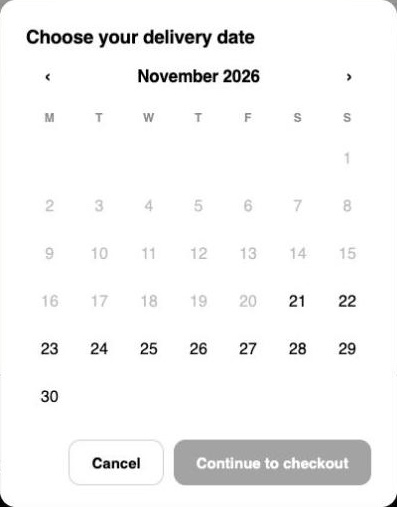 Choose your delivery date
‹ November 2026 ›
M T W T F S S
1
2 3 4 5 6 7 8
9 10 11 12 13 14 15
16 17 18 19 20 21 22
23 24 25 26 27 28 29
30
Cancel Continue to checkout